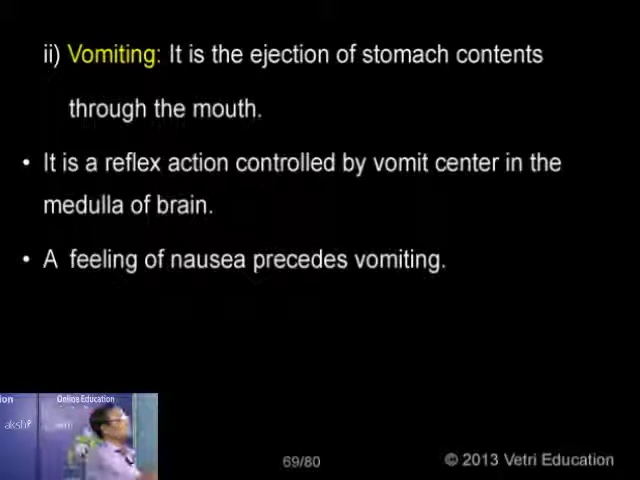 ii) Vomiting: It is the ejection of stomach contents
through the mouth.
• It is a reflex action controlled by vomit center in the
medulla of brain.
• A feeling of nausea precedes vomiting.
Online Education
69/80
© 2013 Vetri Education